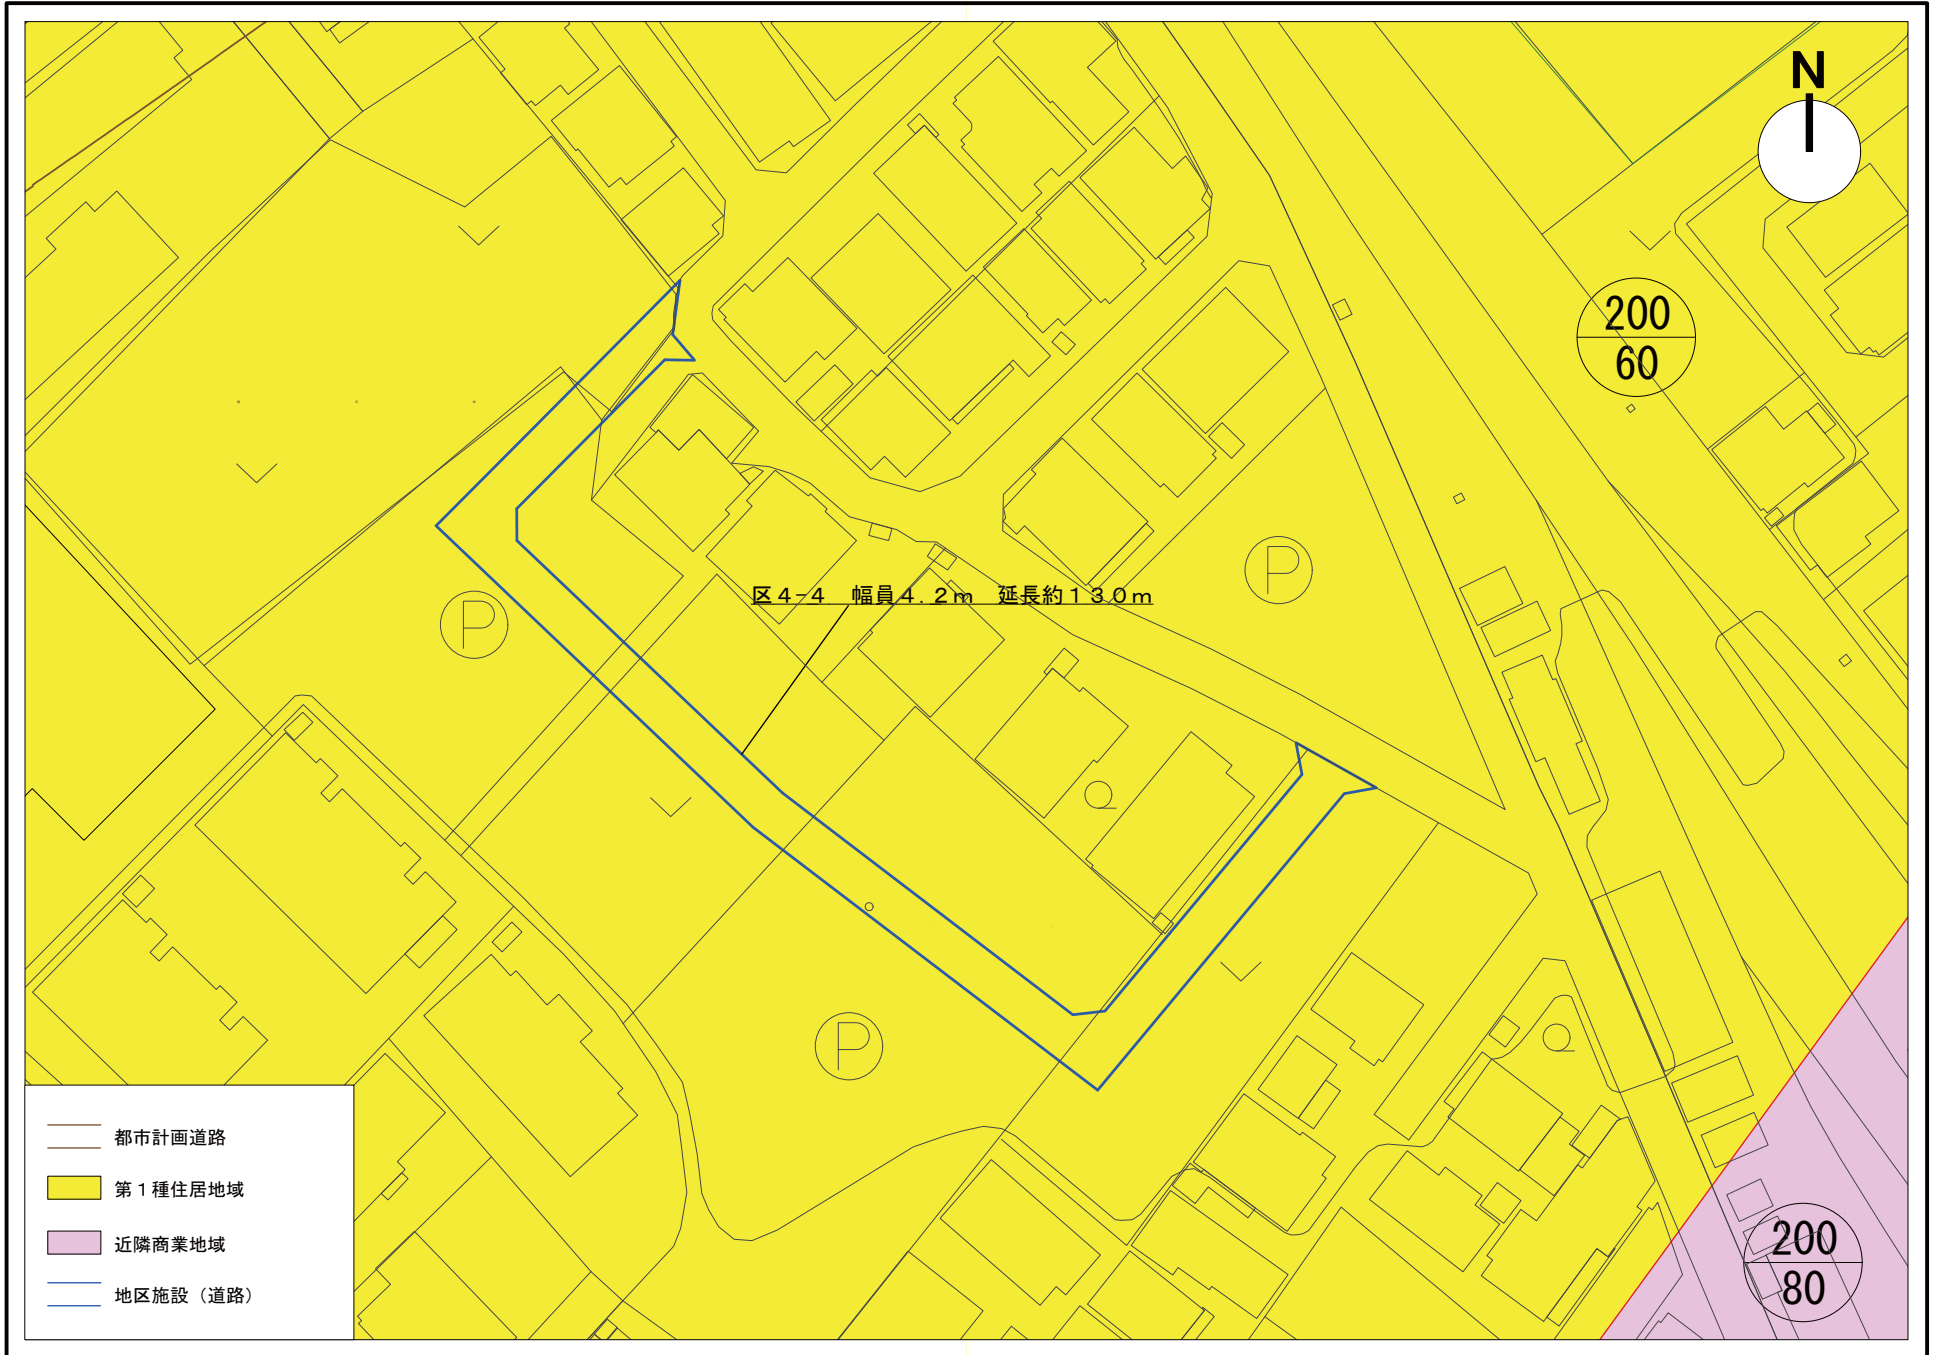 N
200
60
区4-4　幅員4.2m　延長約130m
P
P
P
都市計画道路
第1種住居地域
近隣商業地域
地区施設（道路）
200
80